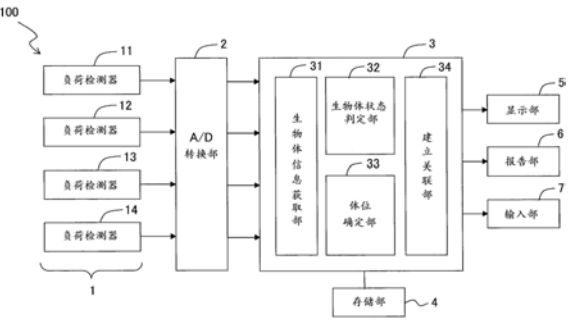 100
11
负荷检测器
12
负荷检测器
13
负荷检测器
14
负荷检测器
1
2
A/D
转换部
3
31
生物体信息获取部
32
生物体状态
判定部
33
体位
确定部
34
建立关联部
5
显示部
6
报告部
7
输入部
存储部
4